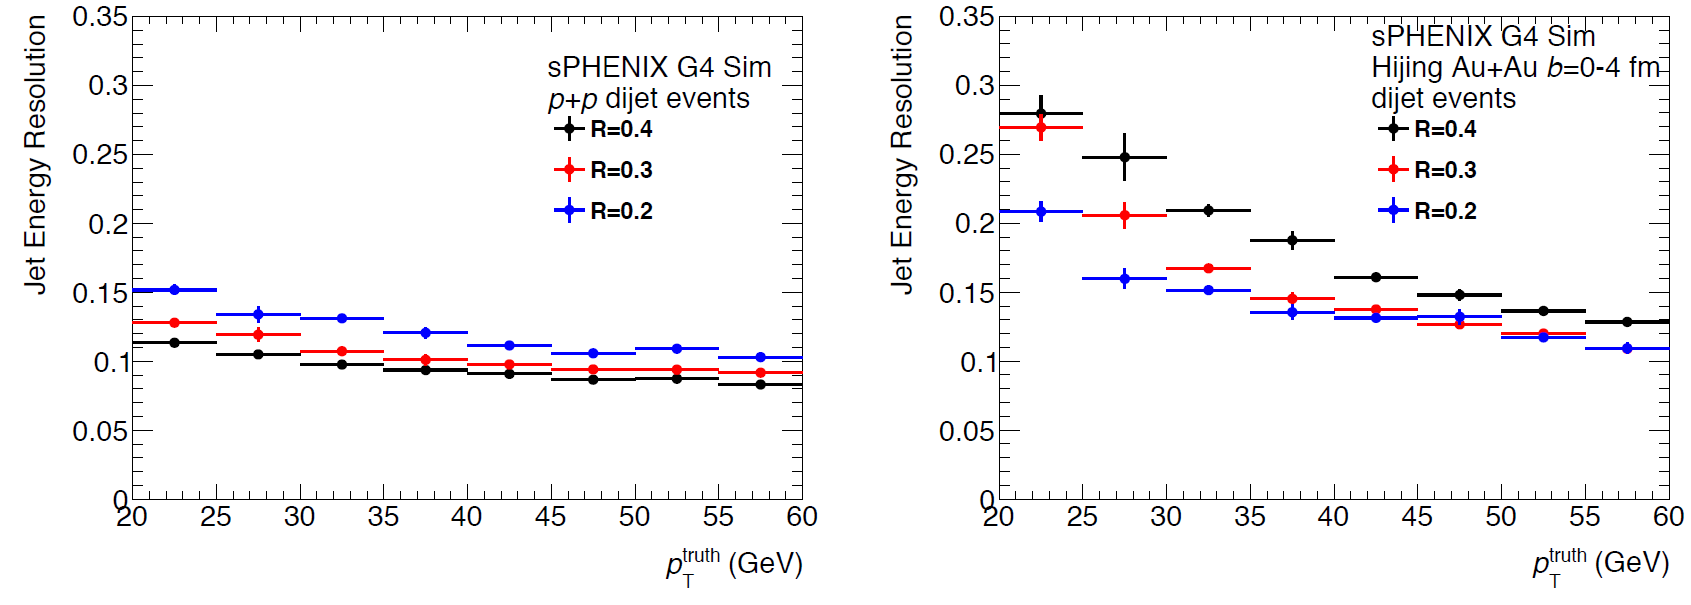 Jet Energy Resolution
0.35
0.3
0.25
0.2
0.15
0.1
0.05
0
sPHENIX G4 Sim
p+p dijet events
R=0.4
R=0.3
R=0.2
20 25 30 35 40 45 50 55 60
p_T^truth (GeV)
Jet Energy Resolution
0.35
0.3
0.25
0.2
0.15
0.1
0.05
0
sPHENIX G4 Sim
Hijing Au+Au b=0-4 fm
dijet events
R=0.4
R=0.3
R=0.2
20 25 30 35 40 45 50 55 60
p_T^truth (GeV)